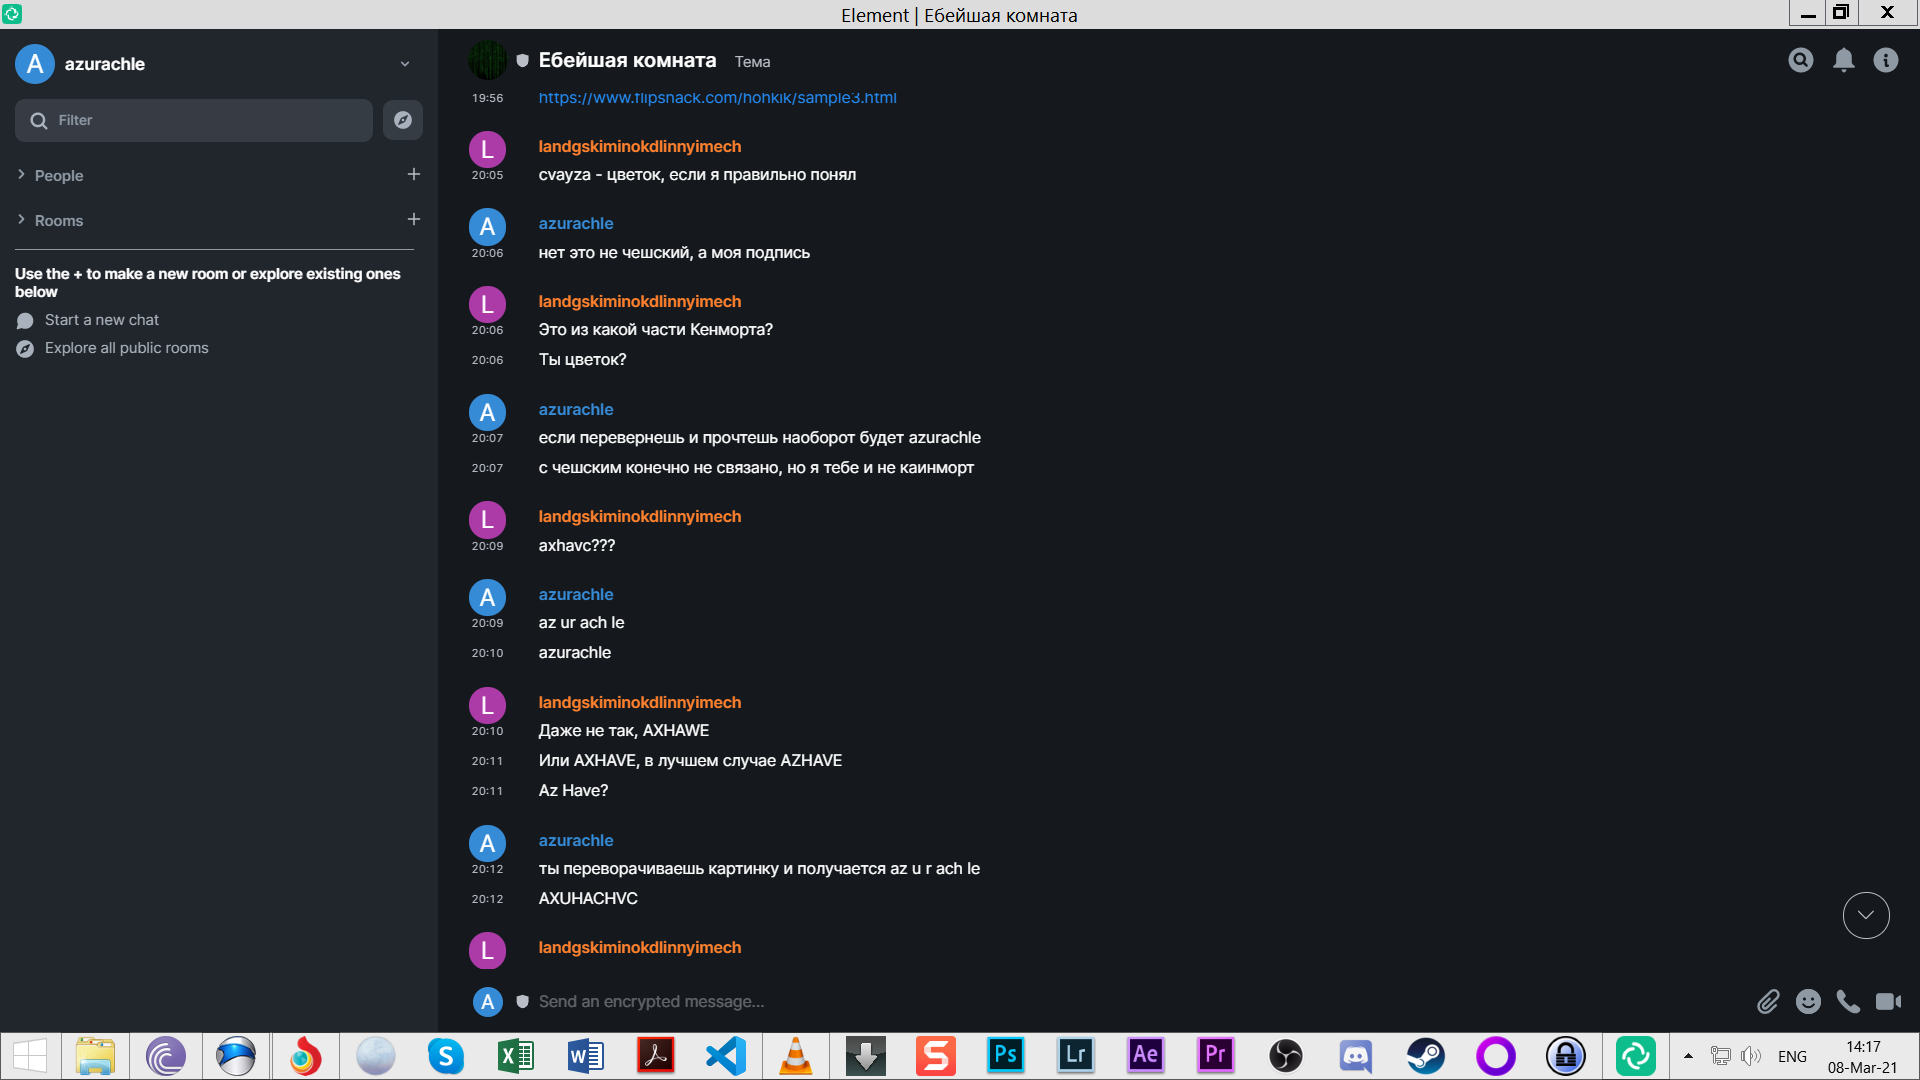 Element | Ебейшая комната
azurachle
Filter
People
Rooms
Use the + to make a new room or explore existing ones
below
Start a new chat
Explore all public rooms
Ебейшая комната Тема
19:56 https://www.flipsnack.com/hohkik/sample3.html
L landgskiminokdlinnyimech
20:05 cvayza - цветок, если я правильно понял
A azurachle
20:06 нет это не чешский, а моя подпись
L landgskiminokdlinnyimech
20:06 Это из какой части Кенморта?
20:06 Ты цветок?
A azurachle
20:07 если перевернешь и прочтешь наоборот будет azurachle
20:07 с чешским конечно не связано, но я тебе и не каинморт
L landgskiminokdlinnyimech
20:09 axhavc???
A azurachle
20:09 az ur ach le
20:10 azurachle
L landgskiminokdlinnyimech
20:10 Даже не так, AXHAWE
20:11 Или AXHAVE, в лучшем случае AZHAVE
20:11 Az Have?
A azurachle
20:12 ты переворачиваешь картинку и получается az u r ach le
20:12 AXUHACHVC
L landgskiminokdlinnyimech
A Send an encrypted message...
S X W S Ps Lr Ae Pr ENG 14:17
08-Mar-21